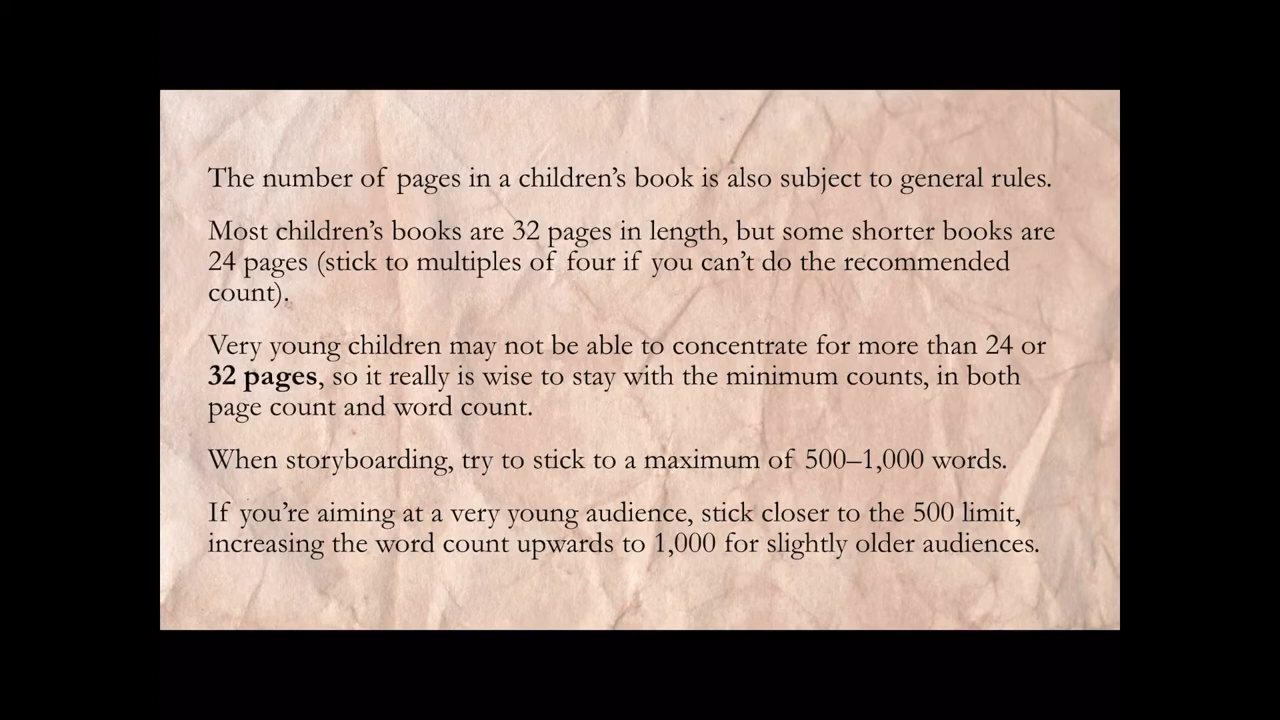 The number of pages in a children’s book is also subject to general rules.
Most children’s books are 32 pages in length, but some shorter books are
24 pages (stick to multiples of four if you can’t do the recommended
count).
Very young children may not be able to concentrate for more than 24 or
32 pages, so it really is wise to stay with the minimum counts, in both
page count and word count.
When storyboarding, try to stick to a maximum of 500–1,000 words.
If you’re aiming at a very young audience, stick closer to the 500 limit,
increasing the word count upwards to 1,000 for slightly older audiences.